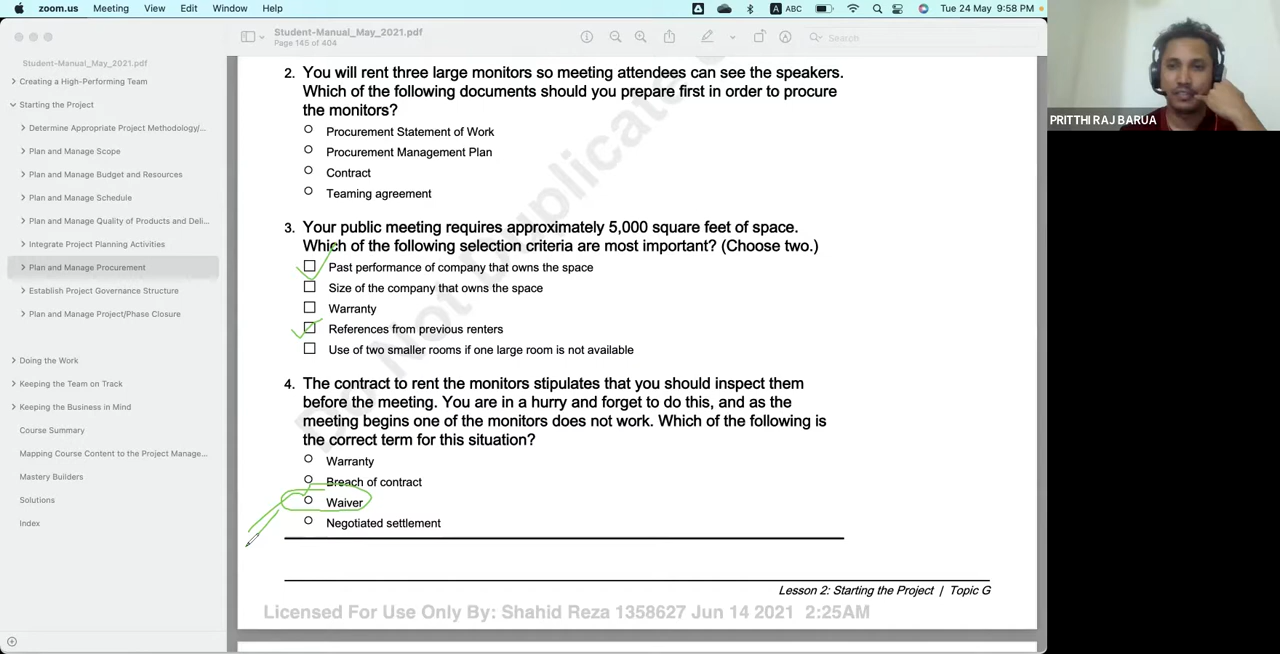 zoom.us Meeting View Edit Window Help
ABC Tue 24 May 9:58 PM
Student-Manual_May_2021.pdf
Page 145 of 404
Search
Student-Manual_May_2021.pdf
Creating a High-Performing Team
Starting the Project
Determine Appropriate Project Methodology/...
Plan and Manage Scope
Plan and Manage Budget and Resources
Plan and Manage Schedule
Plan and Manage Quality of Products and Deli...
Integrate Project Planning Activities
Plan and Manage Procurement
Establish Project Governance Structure
Plan and Manage Project/Phase Closure
Doing the Work
Keeping the Team on Track
Keeping the Business in Mind
Course Summary
Mapping Course Content to the Project Manage...
Mastery Builders
Solutions
Index
2. You will rent three large monitors so meeting attendees can see the speakers.
Which of the following documents should you prepare first in order to procure
the monitors?
Procurement Statement of Work
Procurement Management Plan
Contract
Teaming agreement
3. Your public meeting requires approximately 5,000 square feet of space.
Which of the following selection criteria are most important? (Choose two.)
Past performance of company that owns the space
Size of the company that owns the space
Warranty
References from previous renters
Use of two smaller rooms if one large room is not available
4. The contract to rent the monitors stipulates that you should inspect them
before the meeting. You are in a hurry and forget to do this, and as the
meeting begins one of the monitors does not work. Which of the following is
the correct term for this situation?
Warranty
Breach of contract
Waiver
Negotiated settlement
Lesson 2: Starting the Project | Topic G
Licensed For Use Only By: Shahid Reza 1358627 Jun 14 2021 2:25AM
Do Not Duplicate
PRITTHI RAJ BARUA